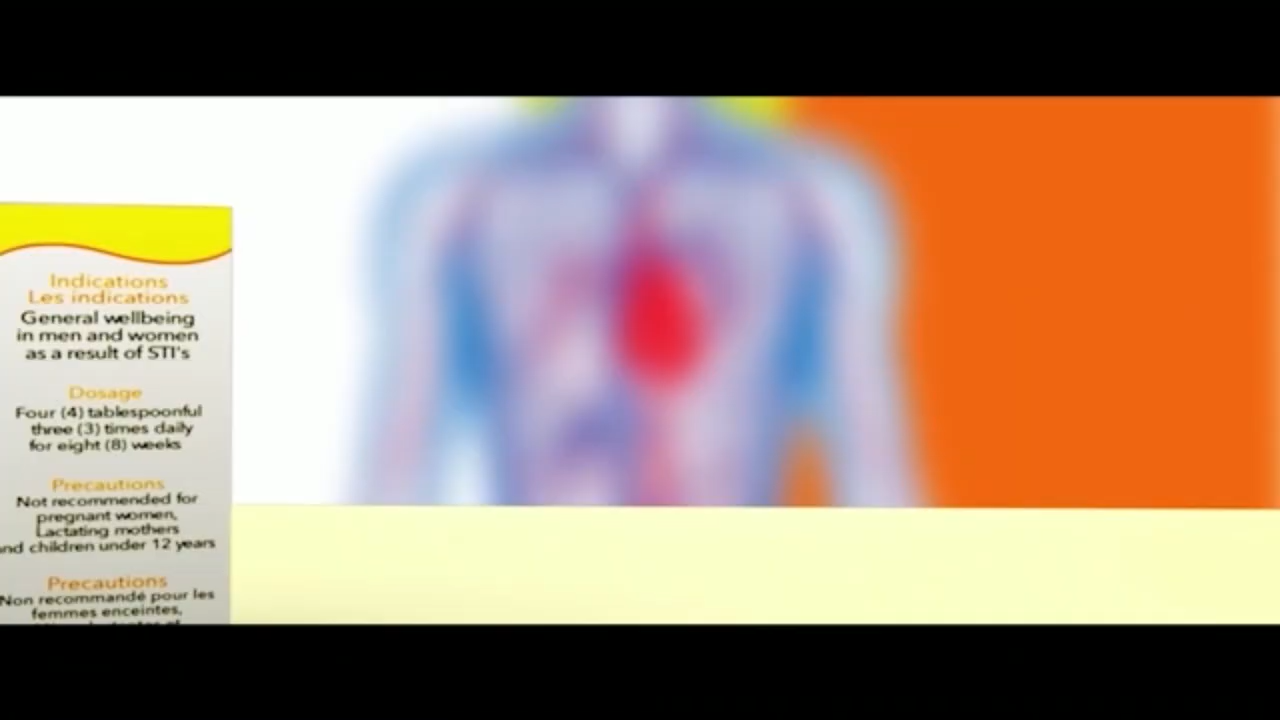 Indications
Les indications
General wellbeing
in men and women
as a result of STI's
Dosage
Four (4) tablespoonful
three (3) times daily
for eight (8) weeks
Precautions
Not recommended for
pregnant women,
Lactating mothers
and children under 12 years
Precautions
Non recommandé pour les
femmes enceintes,